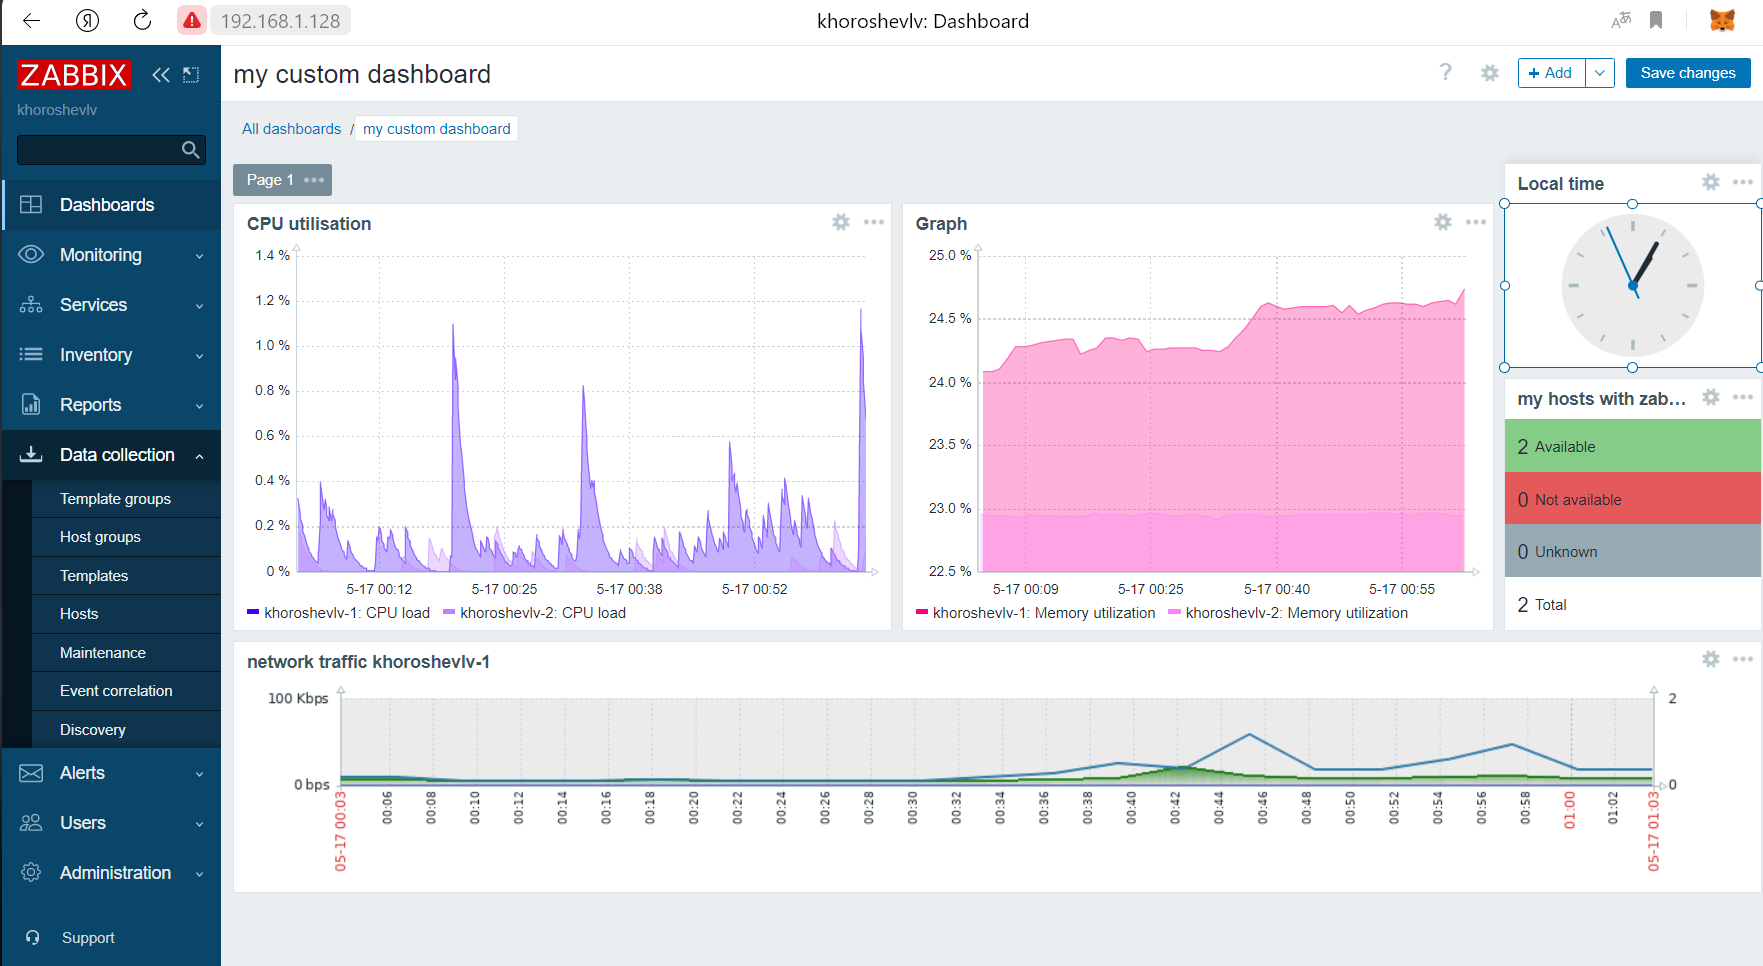 192.168.1.128
khoroshevlv: Dashboard
ZABBIX
khoroshevlv
Dashboards
Monitoring
Services
Inventory
Reports
Data collection
Template groups
Host groups
Templates
Hosts
Maintenance
Event correlation
Discovery
Alerts
Users
Administration
Support
my custom dashboard
?
+ Add
Save changes
All dashboards / my custom dashboard
Page 1
CPU utilisation
1.4 %
1.2 %
1.0 %
0.8 %
0.6 %
0.4 %
0.2 %
0 %
5-17 00:12 5-17 00:25 5-17 00:38 5-17 00:52
khoroshevlv-1: CPU load khoroshevlv-2: CPU load
Graph
25.0 %
24.5 %
24.0 %
23.5 %
23.0 %
22.5 %
5-17 00:09 5-17 00:25 5-17 00:40 5-17 00:55
khoroshevlv-1: Memory utilization khoroshevlv-2: Memory utilization
Local time
my hosts with zab...
2 Available
0 Not available
0 Unknown
2 Total
network traffic khoroshevlv-1
100 Kbps 2
0 bps 0
05-17 00:03 00:06 00:08 00:10 00:12 00:14 00:16 00:18 00:20 00:22 00:24 00:26 00:28 00:30 00:32 00:34 00:36 00:38 00:40 00:42 00:44 00:46 00:48 00:50 00:52 00:54 00:56 00:58 01:00 01:02 05-17 01:03